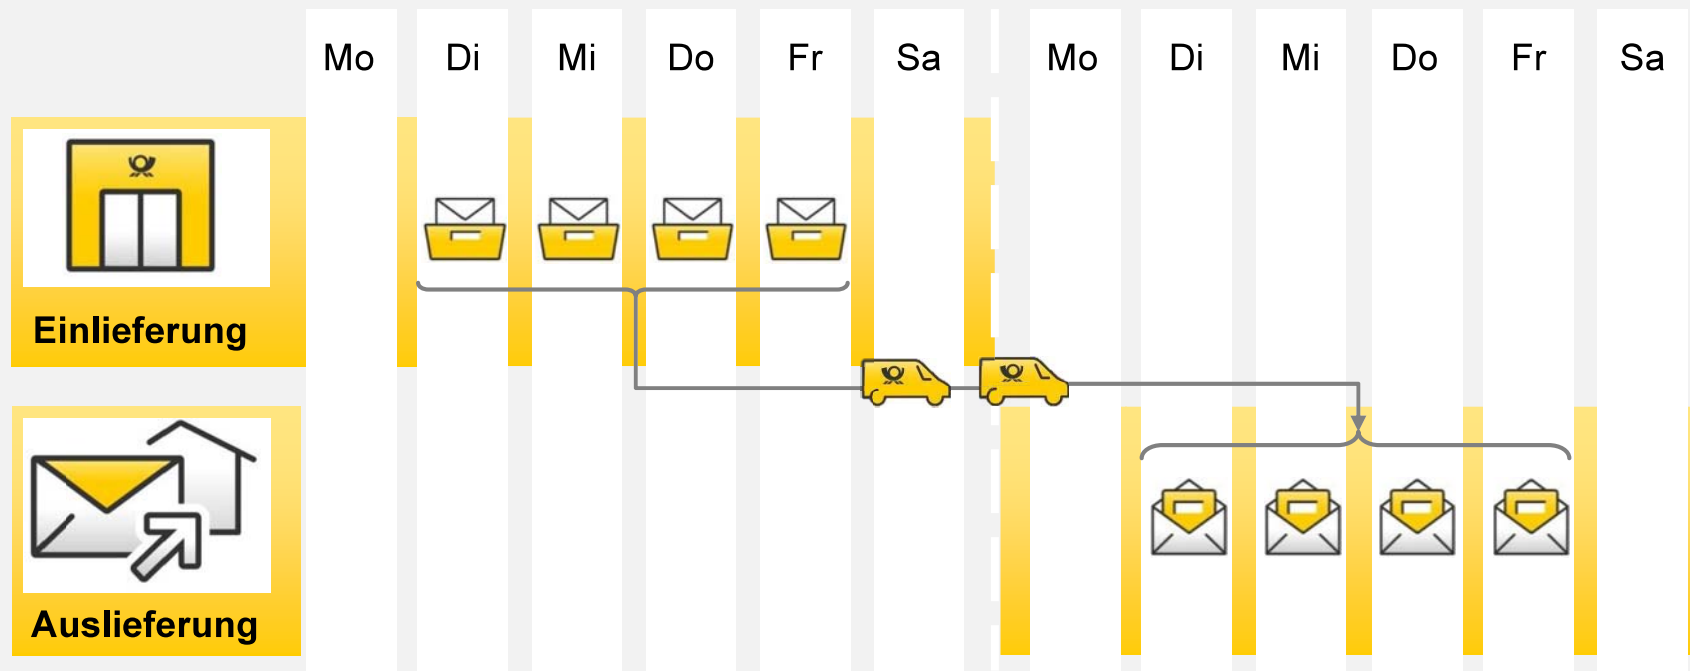 Mo Di Mi Do Fr Sa Mo Di Mi Do Fr Sa
Einlieferung
Auslieferung